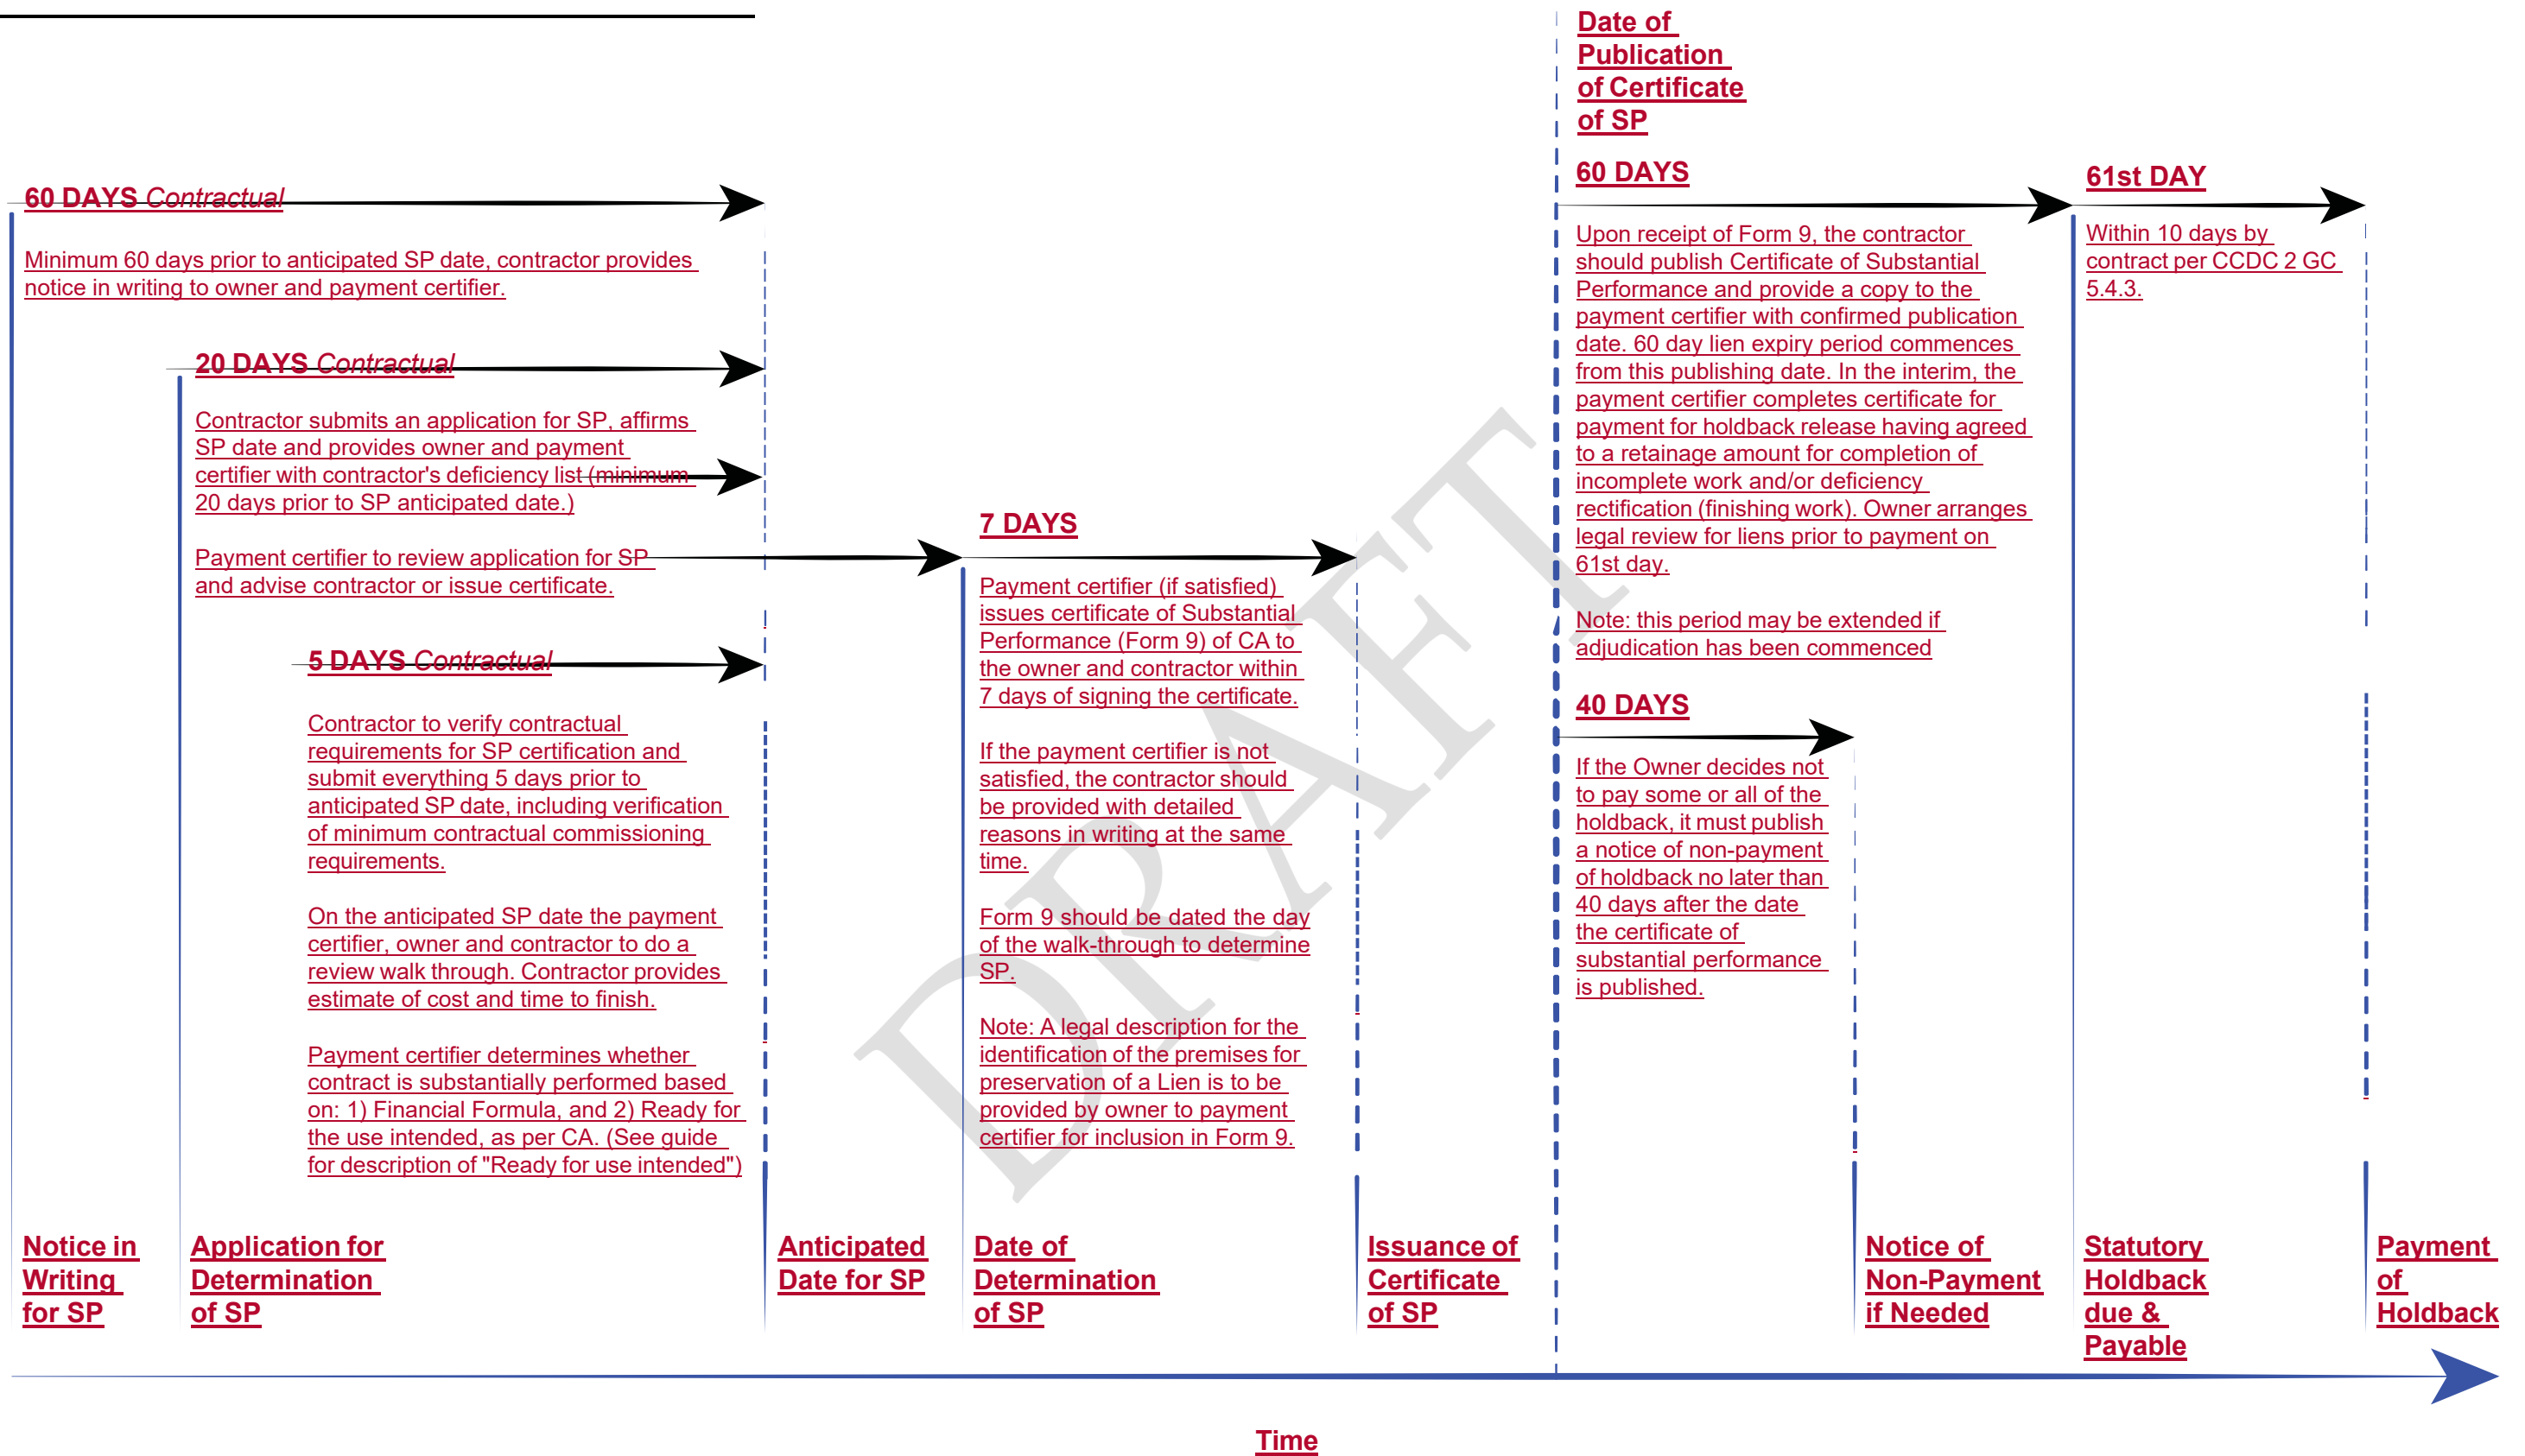 Date of
Publication
of Certificate
of SP
60 DAYS Contractual
Minimum 60 days prior to anticipated SP date, contractor provides
notice in writing to owner and payment certifier.
20 DAYS Contractual
Contractor submits an application for SP, affirms
SP date and provides owner and payment
certifier with contractor's deficiency list (minimum
20 days prior to SP anticipated date.)
Payment certifier to review application for SP
and advise contractor or issue certificate.
5 DAYS Contractual
Contractor to verify contractual
requirements for SP certification and
submit everything 5 days prior to
anticipated SP date, including verification
of minimum contractual commissioning
requirements.
On the anticipated SP date the payment
certifier, owner and contractor to do a
review walk through. Contractor provides
estimate of cost and time to finish.
Payment certifier determines whether
contract is substantially performed based
on: 1) Financial Formula, and 2) Ready for
the use intended, as per CA. (See guide
for description of "Ready for use intended")
7 DAYS
Payment certifier (if satisfied)
issues certificate of Substantial
Performance (Form 9) of CA to
the owner and contractor within
7 days of signing the certificate.
If the payment certifier is not
satisfied, the contractor should
be provided with detailed
reasons in writing at the same
time.
Form 9 should be dated the day
of the walk-through to determine
SP.
Note: A legal description for the
identification of the premises for
preservation of a Lien is to be
provided by owner to payment
certifier for inclusion in Form 9.
60 DAYS
Upon receipt of Form 9, the contractor
should publish Certificate of Substantial
Performance and provide a copy to the
payment certifier with confirmed publication
date. 60 day lien expiry period commences
from this publishing date. In the interim, the
payment certifier completes certificate for
payment for holdback release having agreed
to a retainage amount for completion of
incomplete work and/or deficiency
rectification (finishing work). Owner arranges
legal review for liens prior to payment on
61st day.
Note: this period may be extended if
adjudication has been commenced
40 DAYS
If the Owner decides not
to pay some or all of the
holdback, it must publish
a notice of non-payment
of holdback no later than
40 days after the date
the certificate of
substantial performance
is published.
61st DAY
Within 10 days by
contract per CCDC 2 GC
5.4.3.
DRAFT
Notice in
Writing
for SP
Application for
Determination
of SP
Anticipated
Date for SP
Date of
Determination
of SP
Issuance of
Certificate
of SP
Notice of
Non-Payment
if Needed
Statutory
Holdback
due &
Payable
Payment
of
Holdback
Time